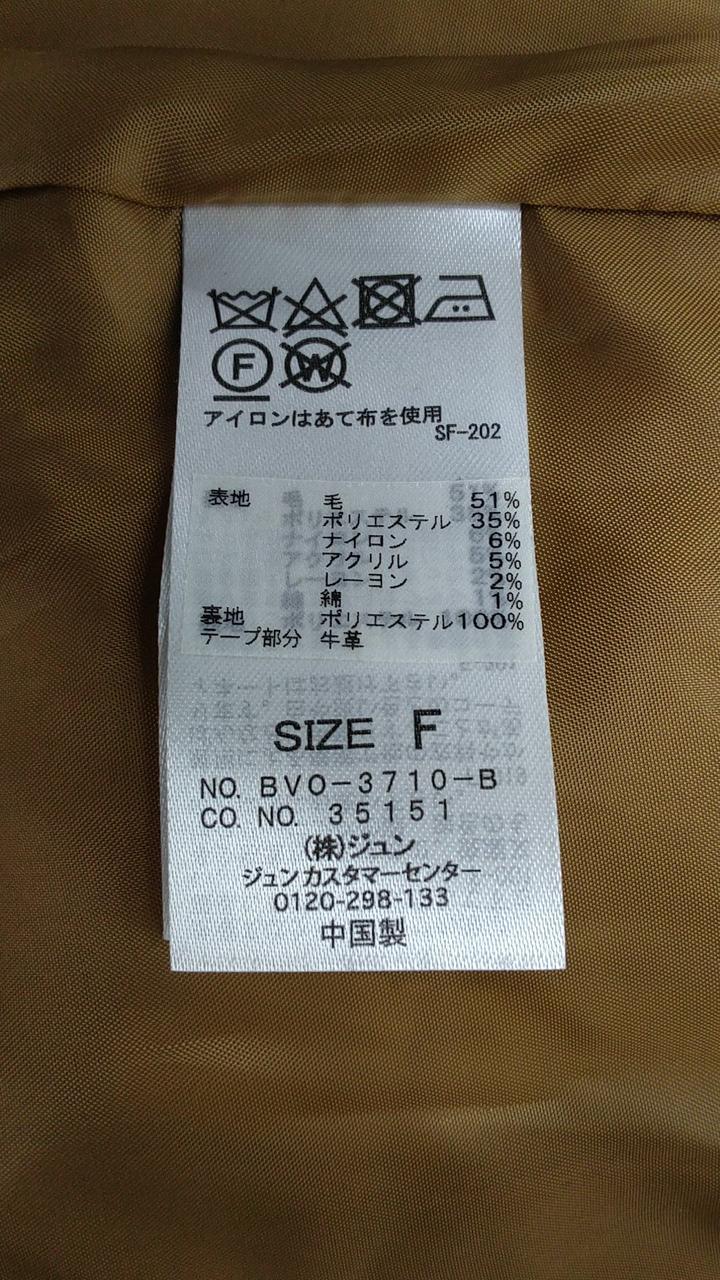 F W
アイロンはあて布を使用
SF-202
表地 毛 51%
ポリエステル 35%
ナイロン 6%
アクリル 5%
レーヨン 2%
綿 1%
裏地 ポリエステル100%
テープ部分 牛革
SIZE F
NO. BVO-3710-B
CO. NO. 35151
(株)ジュン
ジュンカスタマーセンター
0120-298-133
中国製